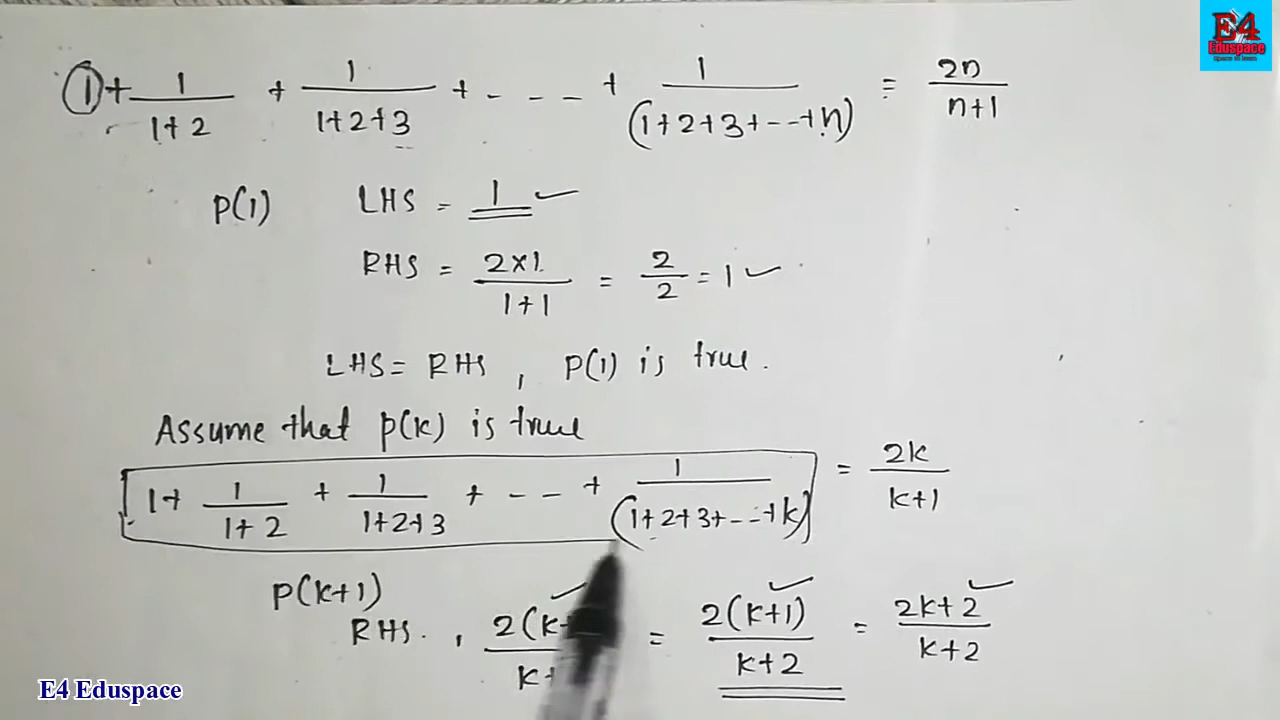 E4
Eduspace
1 + 1/(1+2) + 1/(1+2+3) + - - - + 1/(1+2+3+--+n) = 2n/(n+1)
P(1) LHS = 1 ✓
RHS = (2×1)/(1+1) = 2/2 = 1 ✓
LHS = RHS , P(1) is true.
Assume that P(k) is true
1+ 1/(1+2) + 1/(1+2+3) + - - - + 1/(1+2+3+--+k) = 2k/(k+1)
P(k+1)
RHS. , 2(k = 2(k+1)/(k+2) = (2k+2)/(k+2)
E4 Eduspace